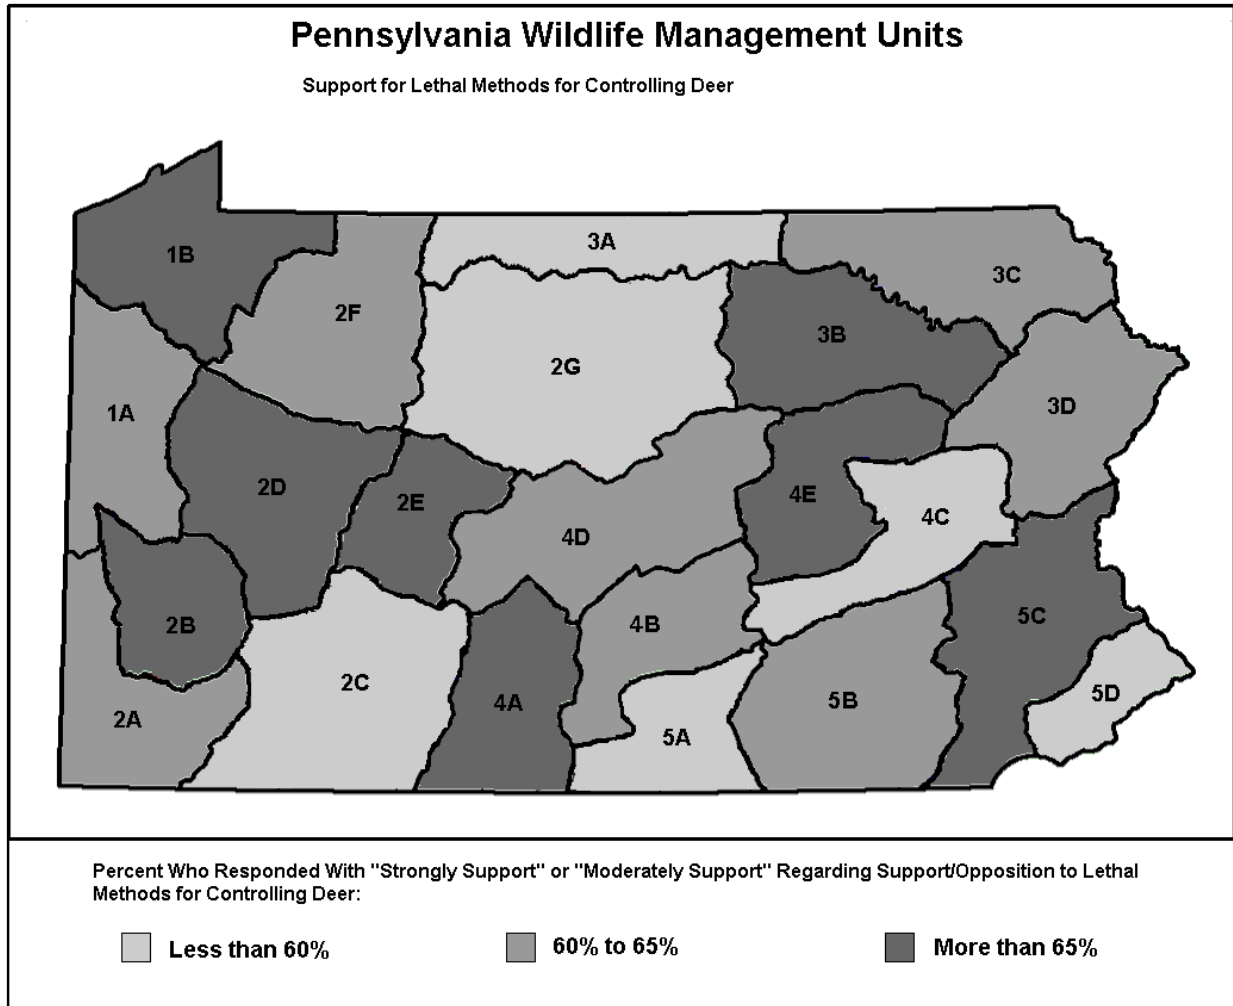 Pennsylvania Wildlife Management Units
Support for Lethal Methods for Controlling Deer
1B
3A
3C
2F
3B
2G
1A
3D
2D
2E
4E
4C
4D
2B
4B
5C
2C
5D
4A
5B
2A
5A
Percent Who Responded With "Strongly Support" or "Moderately Support" Regarding Support/Opposition to Lethal
Methods for Controlling Deer:
Less than 60%
60% to 65%
More than 65%